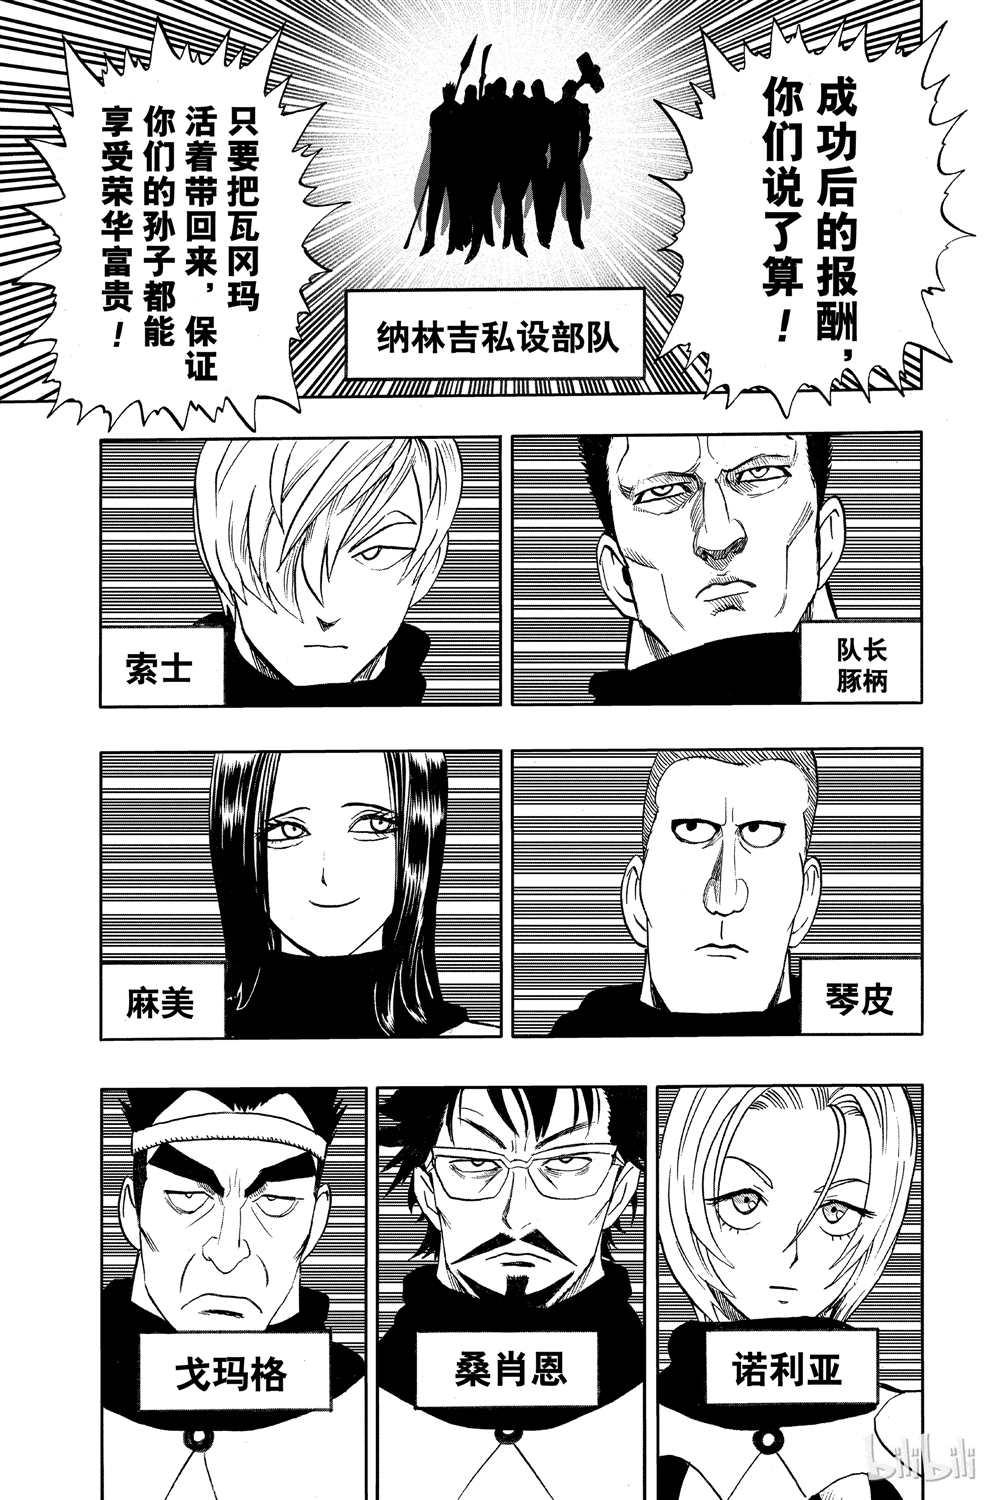 成功后的报酬，
你们说了算！
只要把瓦冈玛
活着带回来，保证
你们的孙子都能
享受荣华富贵！
纳林吉私设部队
队长
豚柄
索士
琴皮
麻美
诺利亚
桑肖恩
戈玛格
bilibili